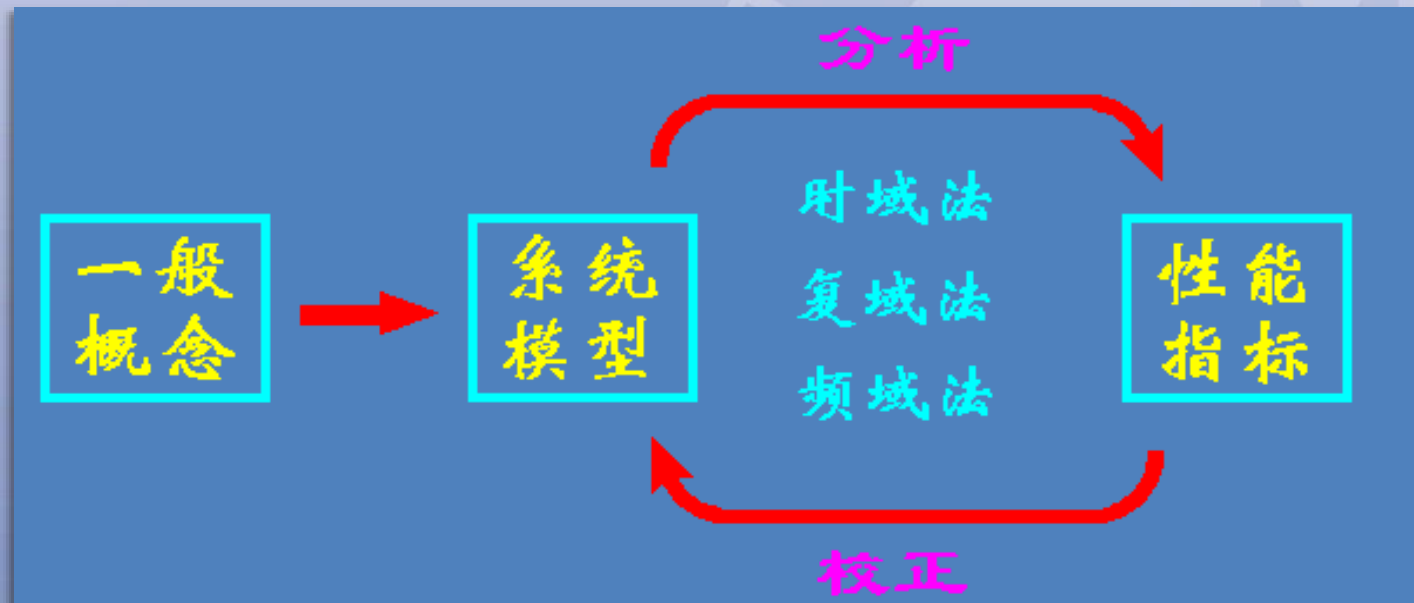 分析
一般
概念
系统
模型
时域法
复域法
频域法
性能
指标
校正